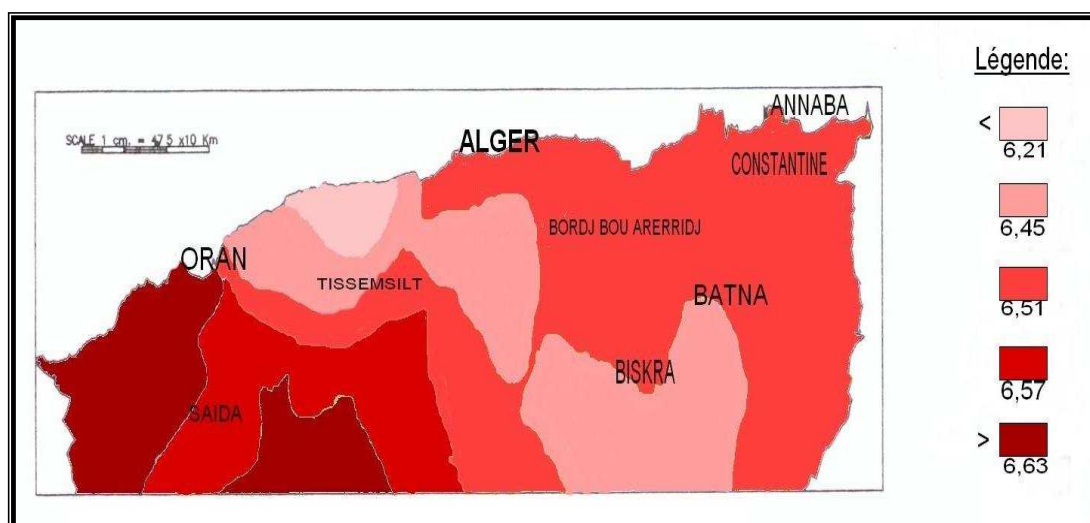 Légende:
SCALE 1 cm. = 47.5 x10 Km
ALGER
ANNABA
CONSTANTINE
BORDJ BOU ARERRIDJ
ORAN
TISSEMSILT
BATNA
BISKRA
SAIDA
<
6,21
6,45
6,51
6,57
>
6,63